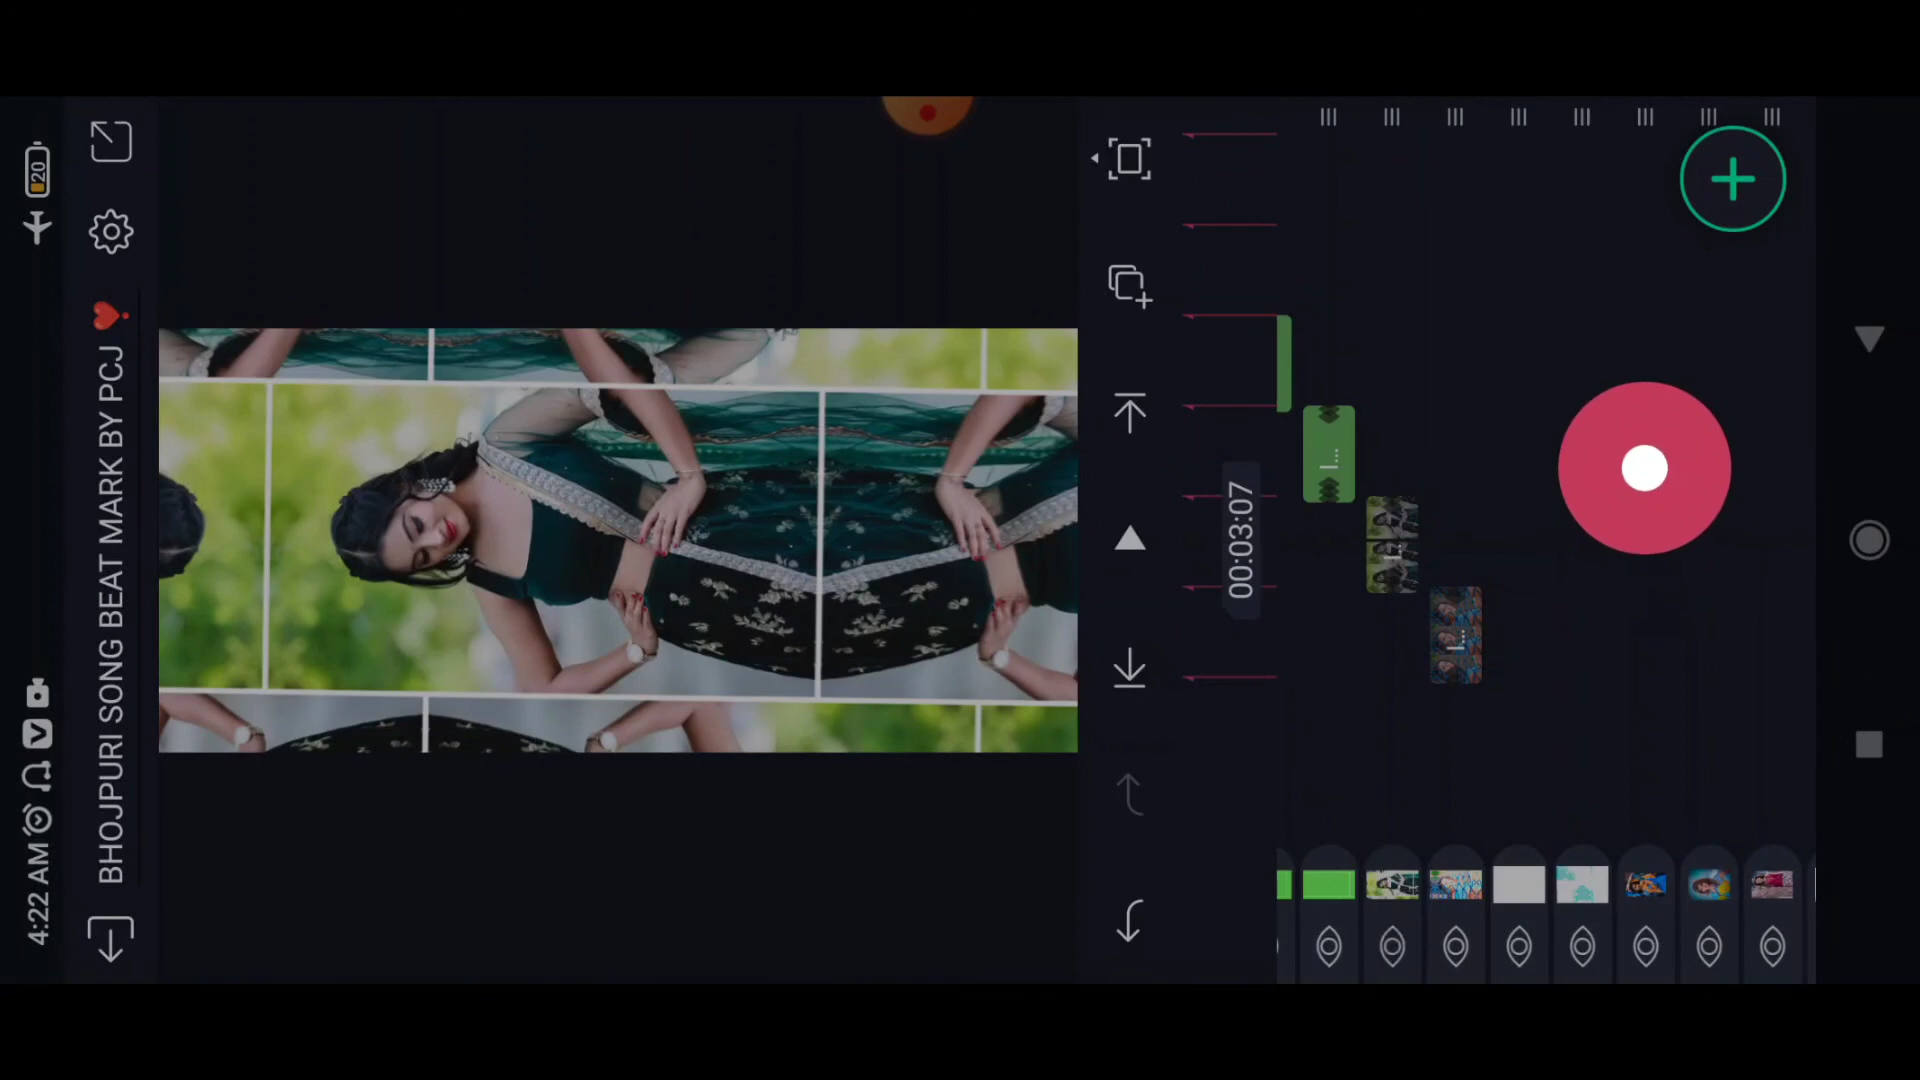 4:22 AM
20
BHOJPURI SONG BEAT MARK BY PCJ
00:03:07
I...
I...
I...